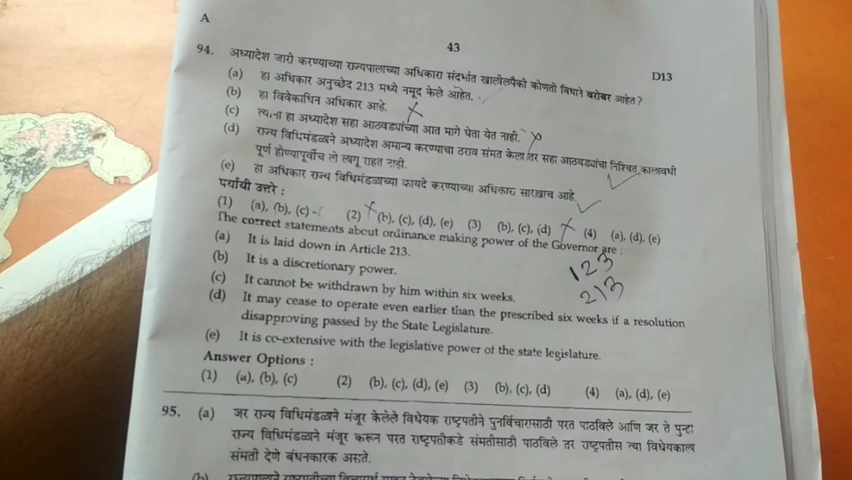 A
43
D13
94. अध्यादेश जारी करण्याच्या राज्यपालाच्या अधिकारा संदर्भात खालीलपैकी कोणती विधाने बरोबर आहेत ?
(a) हा अधिकार अनुच्छेद 213 मध्ये नमूद केले आहेत.
(b) हा विवेकाधिन अधिकार आहे.
(c) त्यांना हा अध्यादेश सहा आठवड्यांच्या आत मागे घेता येत नाही.
(d) राज्य विधिमंडळाने अध्यादेश अमान्य करण्याचा ठराव संमत केला तर सहा आठवड्यांचा निश्चित कालावधी
पूर्ण होण्यापूर्वीच तो लागू राहत नाही.
(e) हा अधिकार राज्य विधिमंडळाच्या कायदे करण्याच्या अधिकारा सारखाच आहे.
पर्यायी उत्तरे :
(1) (a), (b), (c) (2) (b), (c), (d), (e) (3) (b), (c), (d) (4) (a), (d), (e)
The correct statements about ordinance making power of the Governor are :
(a) It is laid down in Article 213.
(b) It is a discretionary power.
123
(c) It cannot be withdrawn by him within six weeks.
213
(d) It may cease to operate even earlier than the prescribed six weeks if a resolution
disapproving passed by the State Legislature.
(e) It is co-extensive with the legislative power of the state legislature.
Answer Options :
(1) (a), (b), (c) (2) (b), (c), (d), (e) (3) (b), (c), (d) (4) (a), (d), (e)
95. (a) जर राज्य विधिमंडळाने मंजूर केलेले विधेयक राष्ट्रपतीने पुनर्विचारासाठी परत पाठविले आणि जर ते पुन्हा
राज्य विधिमंडळाने मंजूर करून परत राष्ट्रपतीकडे संमतीसाठी पाठविले तर राष्ट्रपतीस त्या विधेयकाला
संमती देणे बंधनकारक असते.
(b)